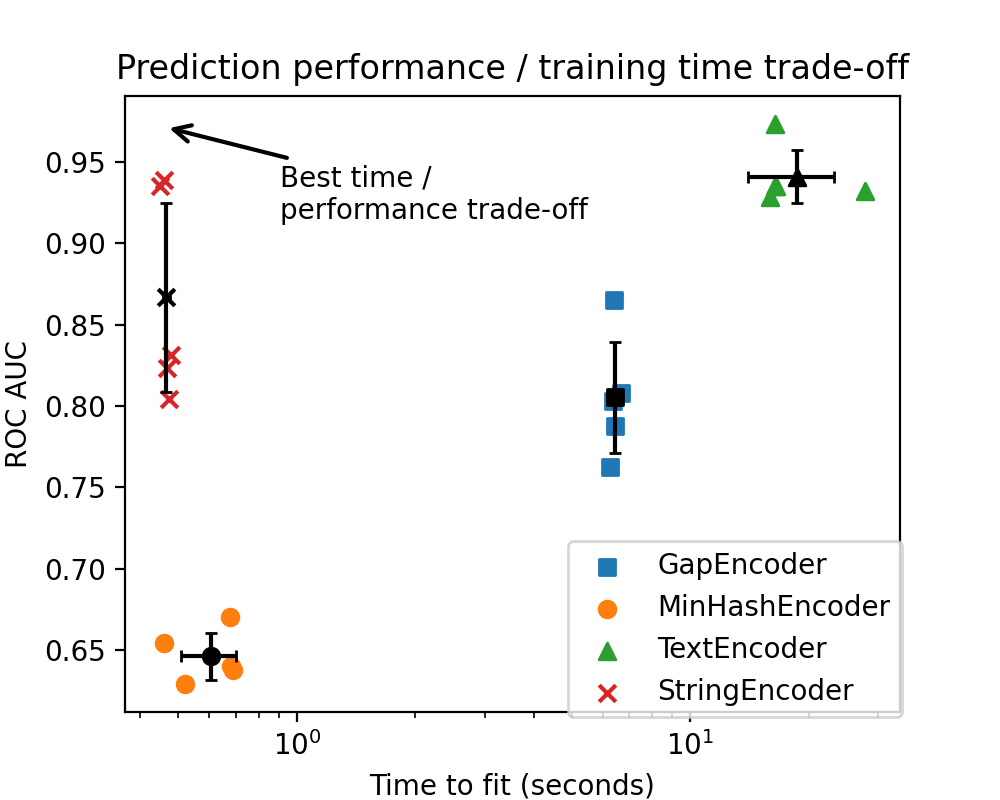 Prediction performance / training time trade-off
Best time /
performance trade-off
0.95
0.90
0.85
0.80
0.75
0.70
0.65
ROC AUC
GapEncoder
MinHashEncoder
TextEncoder
StringEncoder
10⁰
10¹
Time to fit (seconds)